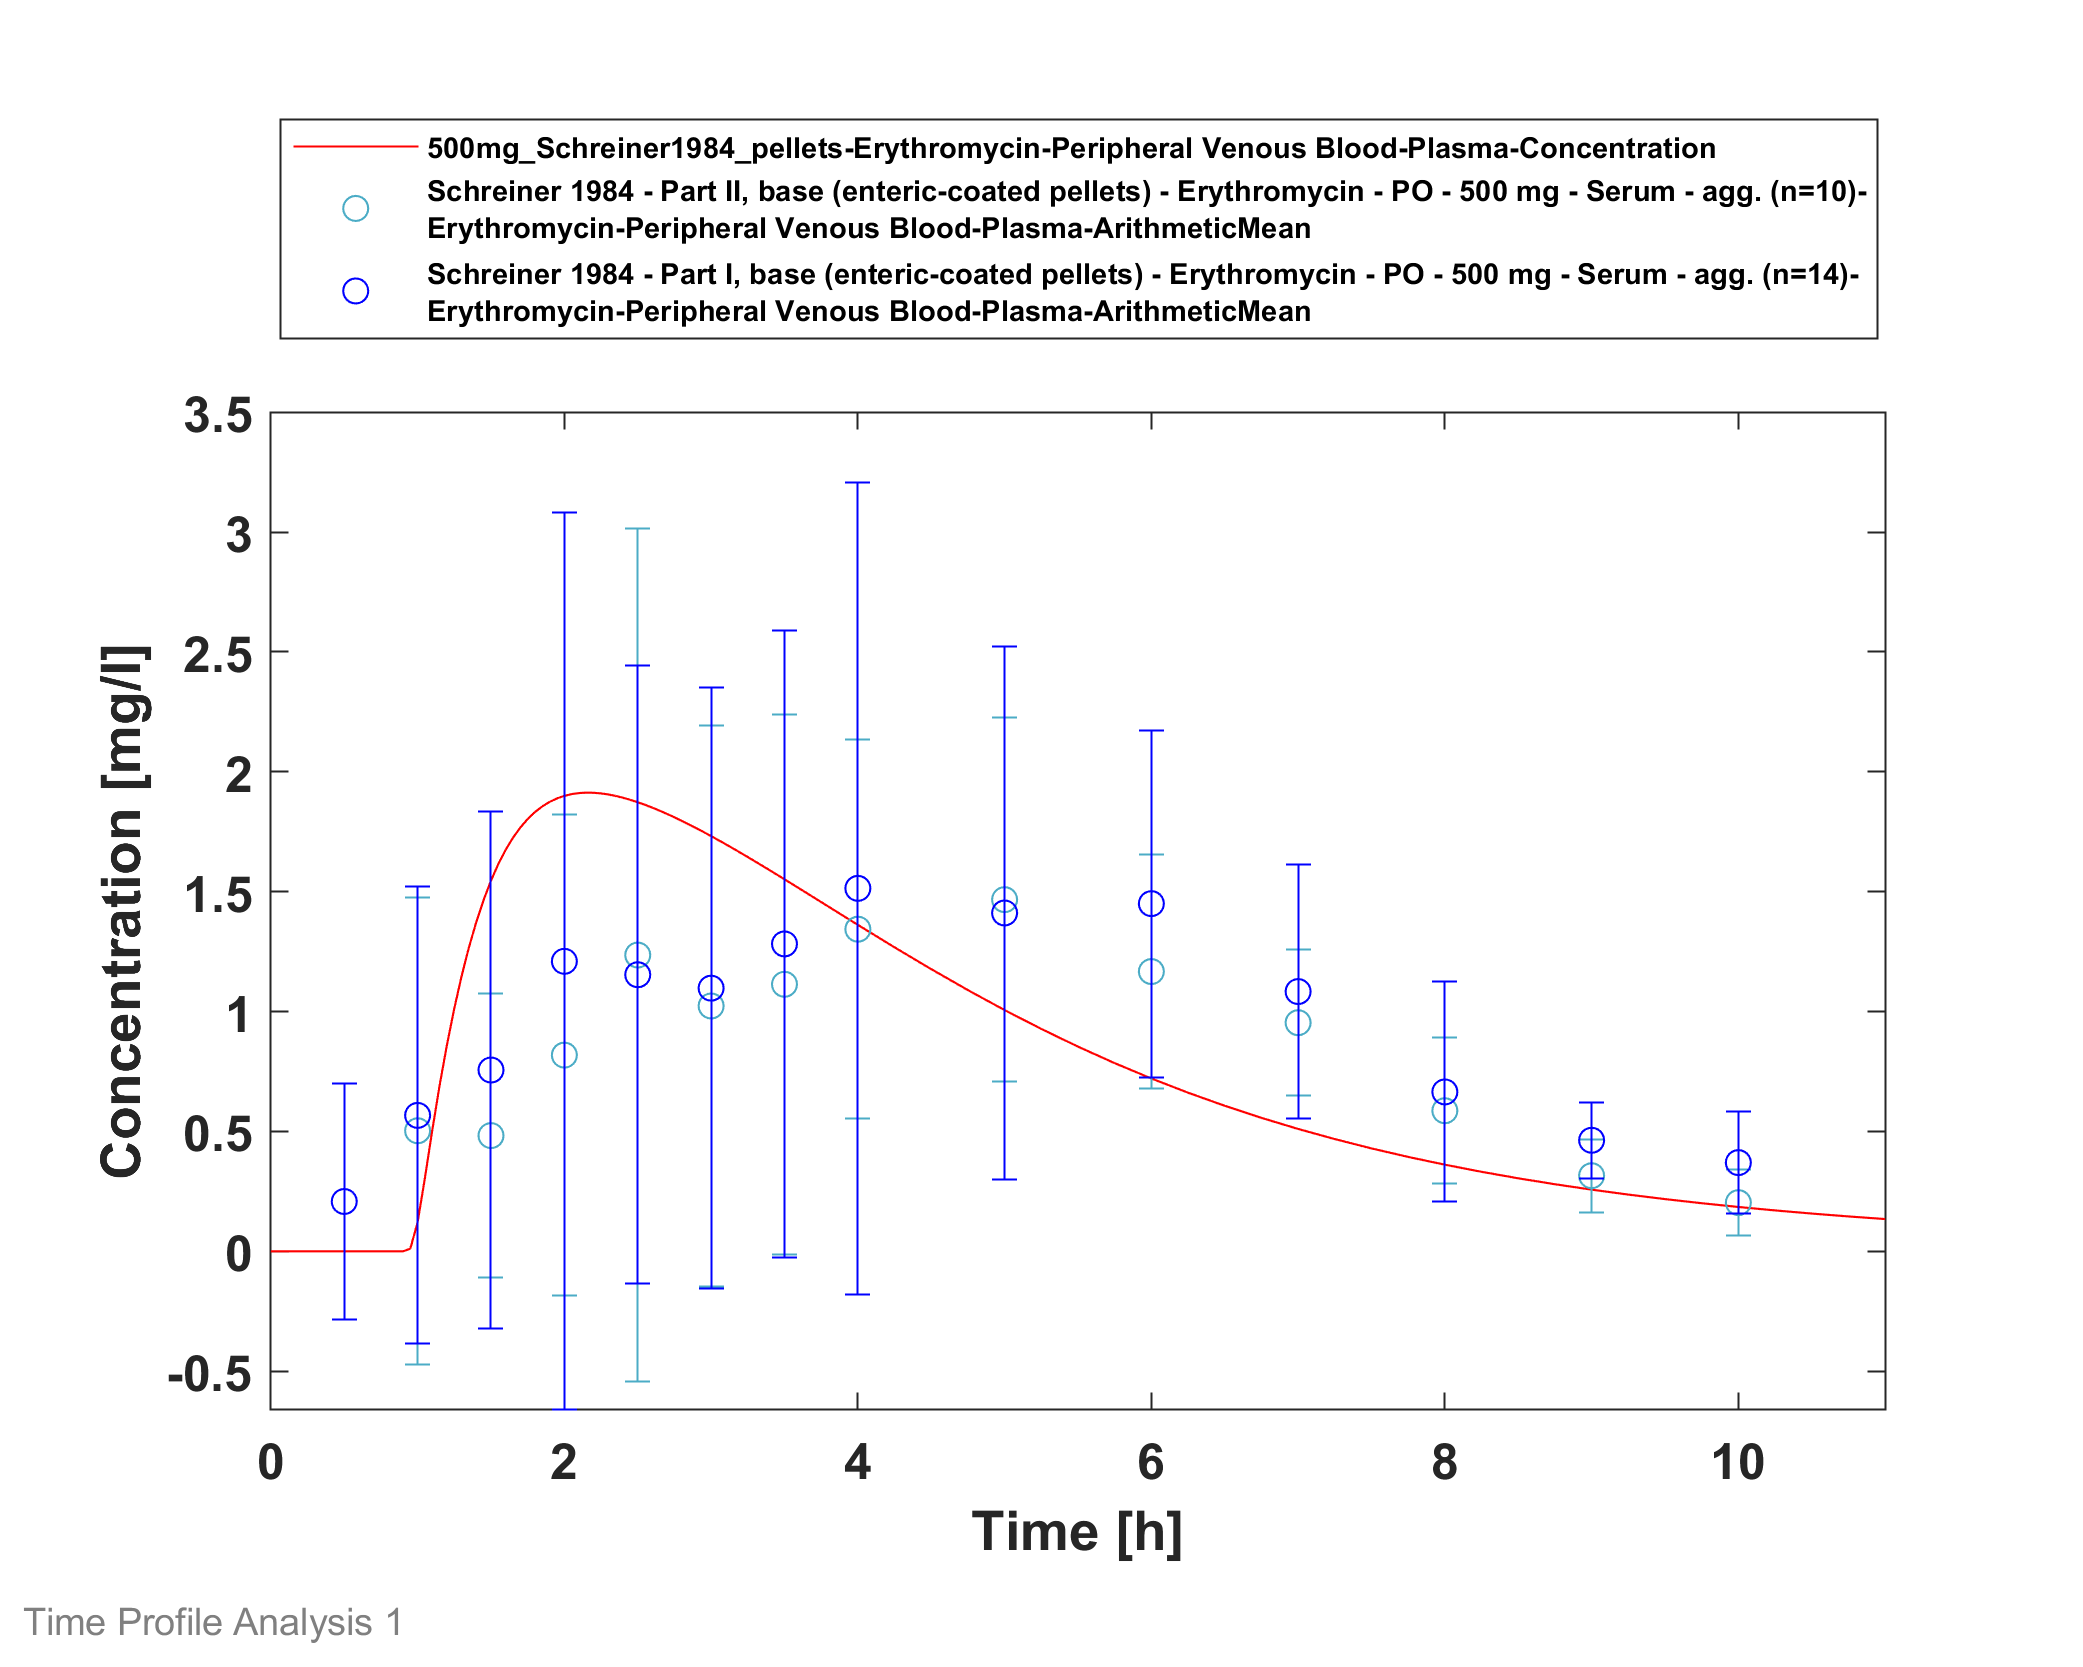 500mg_Schreiner1984_pellets-Erythromycin-Peripheral Venous Blood-Plasma-Concentration
Schreiner 1984 - Part II, base (enteric-coated pellets) - Erythromycin - PO - 500 mg - Serum - agg. (n=10)-
Erythromycin-Peripheral Venous Blood-Plasma-ArithmeticMean
Schreiner 1984 - Part I, base (enteric-coated pellets) - Erythromycin - PO - 500 mg - Serum - agg. (n=14)-
Erythromycin-Peripheral Venous Blood-Plasma-ArithmeticMean
3.5
3
2.5
2
1.5
1
0.5
0
-0.5
Concentration [mg/l]
0 2 4 6 8 10
Time [h]
Time Profile Analysis 1